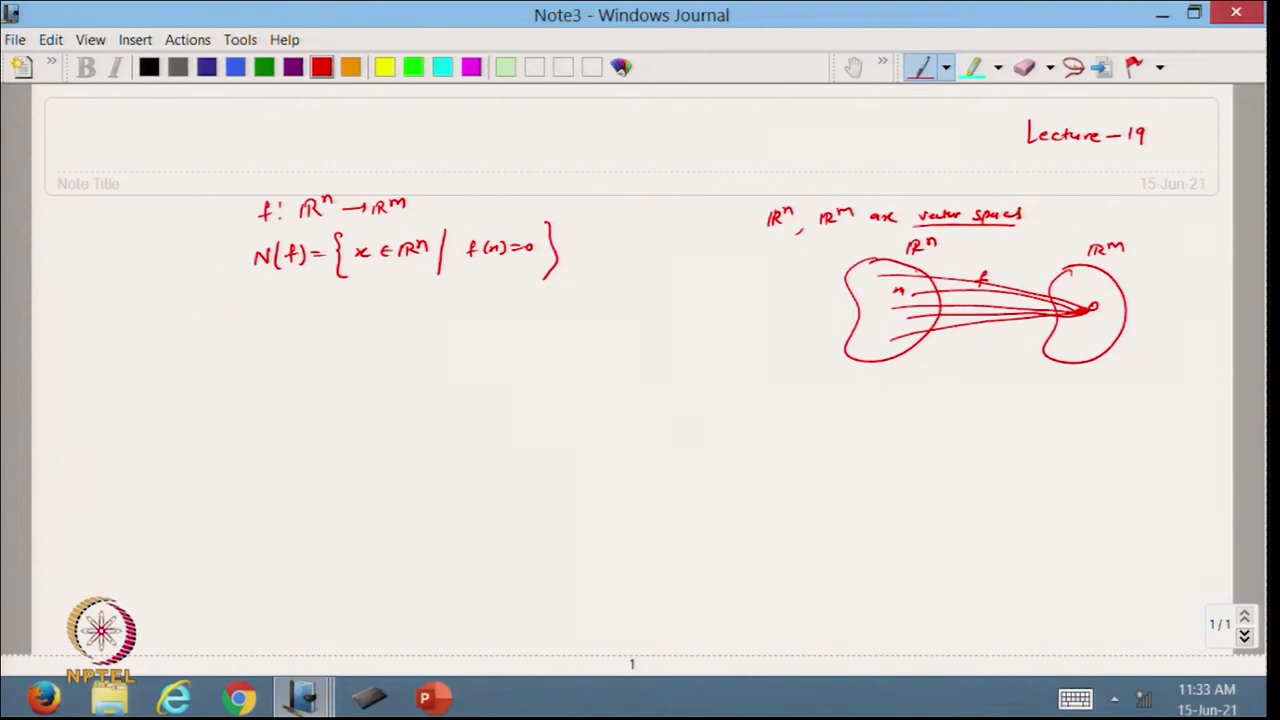 Note3 - Windows Journal
File Edit View Insert Actions Tools Help
B I
Lecture-19
Note Title
15-Jun-21
f: ℝⁿ → ℝᵐ
N(f) = { x ∈ ℝⁿ | f(x)=0 }
ℝⁿ, ℝᵐ are vector spaces
ℝⁿ ℝᵐ
f
x 0
1 / 1
NPTEL
1
11:33 AM
15-Jun-21